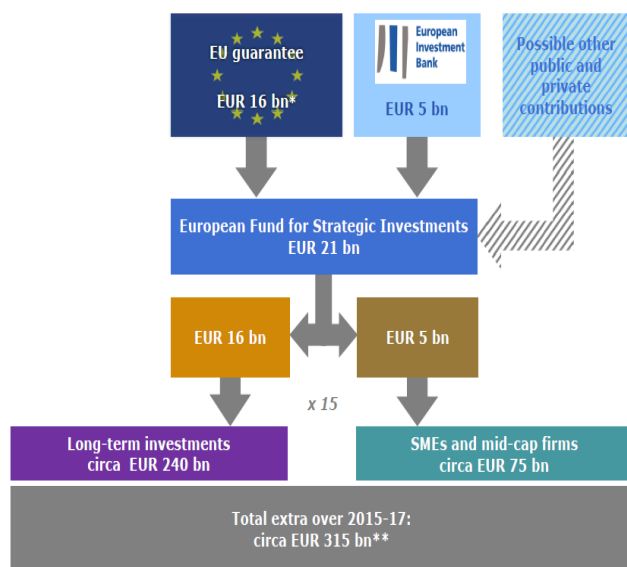 EU guarantee
EUR 16 bn*
European
Investment
Bank
EUR 5 bn
Possible other
public and
private
contributions
European Fund for Strategic Investments
EUR 21 bn
EUR 16 bn
EUR 5 bn
x 15
Long-term investments
circa EUR 240 bn
SMEs and mid-cap firms
circa EUR 75 bn
Total extra over 2015-17:
circa EUR 315 bn**